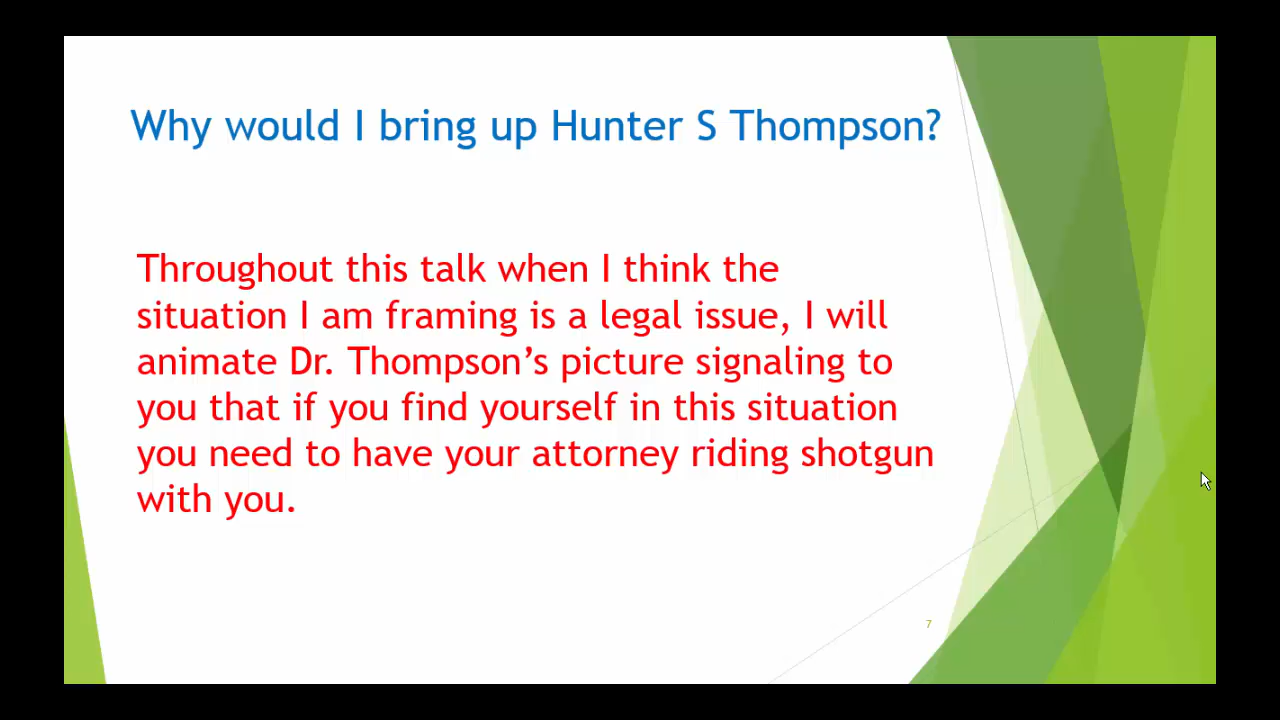 Why would I bring up Hunter S Thompson?
Throughout this talk when I think the
situation I am framing is a legal issue, I will
animate Dr. Thompson’s picture signaling to
you that if you find yourself in this situation
you need to have your attorney riding shotgun
with you.
7